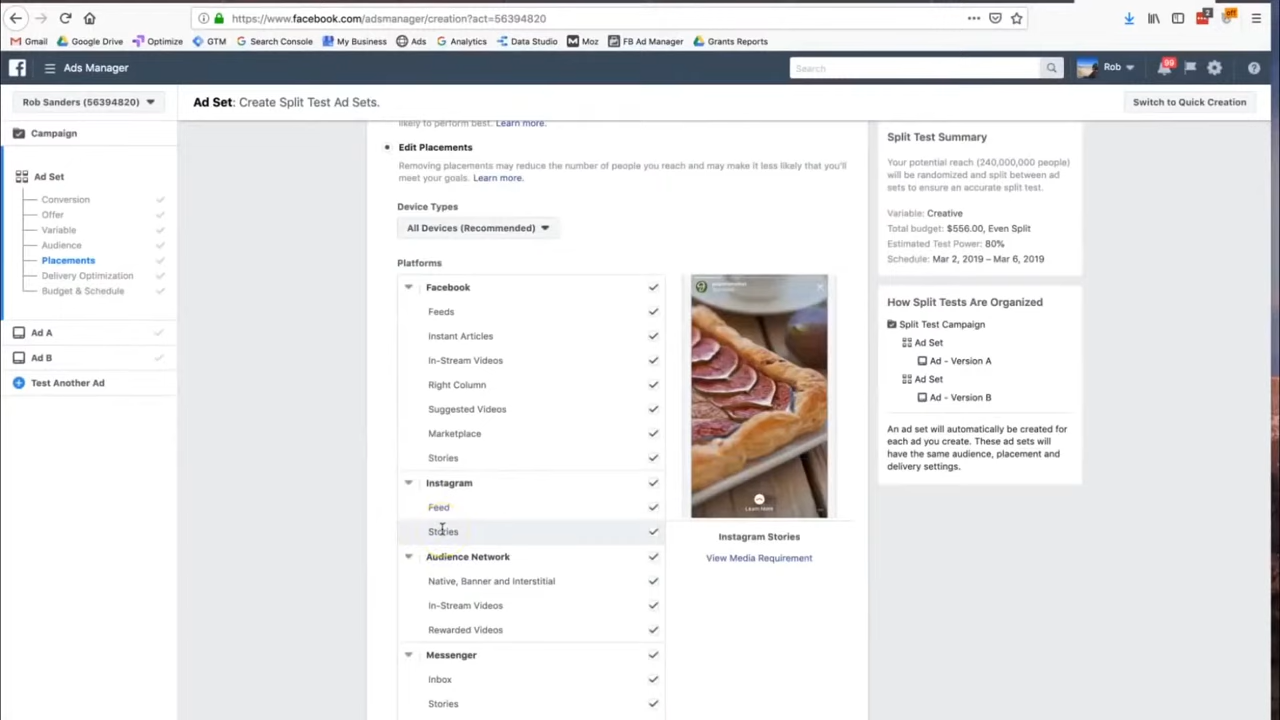 https://www.facebook.com/adsmanager/creation?act=56394820
2
off
Gmail
Google Drive
Optimize
GTM
Search Console
My Business
Ads
Analytics
Data Studio
Moz
FB Ad Manager
Grants Reports
Ads Manager
Search
Rob
99
Rob Sanders (56394820)
Ad Set: Create Split Test Ad Sets.
Switch to Quick Creation
Campaign
Ad Set
Conversion
Offer
Variable
Audience
Placements
Delivery Optimization
Budget & Schedule
Ad A
Ad B
Test Another Ad
likely to perform best. Learn more.
Edit Placements
Removing placements may reduce the number of people you reach and may make it less likely that you'll
meet your goals. Learn more.
Device Types
All Devices (Recommended)
Platforms
Facebook
Feeds
Instant Articles
In-Stream Videos
Right Column
Suggested Videos
Marketplace
Stories
Instagram
Feed
Stories
Audience Network
Native, Banner and Interstitial
In-Stream Videos
Rewarded Videos
Messenger
Inbox
Stories
Learn More
Instagram Stories
View Media Requirement
Split Test Summary
Your potential reach (240,000,000 people)
will be randomized and split between ad
sets to ensure an accurate split test.
Variable: Creative
Total budget: $556.00, Even Split
Estimated Test Power: 80%
Schedule: Mar 2, 2019 – Mar 6, 2019
How Split Tests Are Organized
Split Test Campaign
Ad Set
Ad - Version A
Ad Set
Ad - Version B
An ad set will automatically be created for
each ad you create. These ad sets will
have the same audience, placement and
delivery settings.